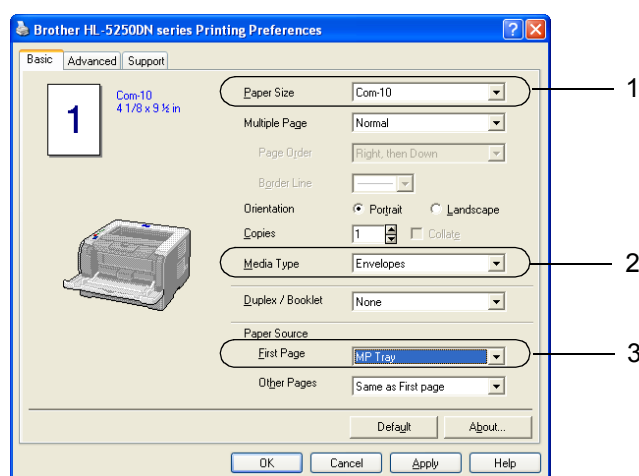 Brother HL-5250DN series Printing Preferences
Basic Advanced Support
1
Com-10
4 1/8 x 9 ½ in
Paper Size Com-10 1
Multiple Page Normal
Page Order Right, then Down
Border Line
Orientation Portrait Landscape
Copies 1 Collate
Media Type Envelopes 2
Duplex / Booklet None
Paper Source
First Page MP Tray 3
Other Pages Same as First page
Default About...
OK Cancel Apply Help